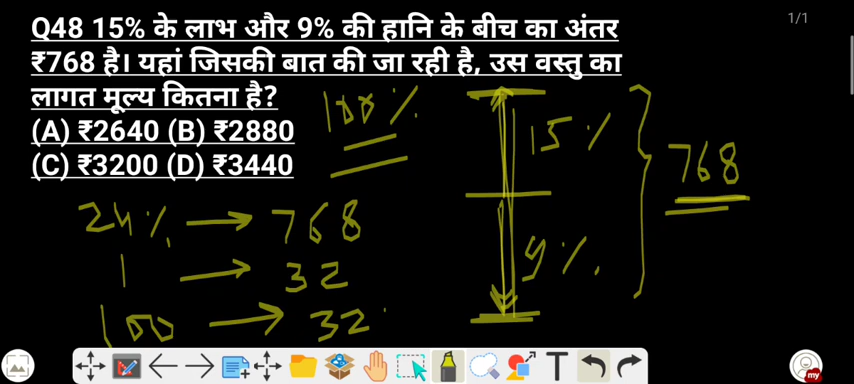 1/1
Q48 15% के लाभ और 9% की हानि के बीच का अंतर
₹768 है। यहां जिसकी बात की जा रही है, उस वस्तु का
लागत मूल्य कितना है?
(A) ₹2640 (B) ₹2880
(C) ₹3200 (D) ₹3440
100%
15%
768
9%
24% → 768
1 → 32
100 → 32
T
my